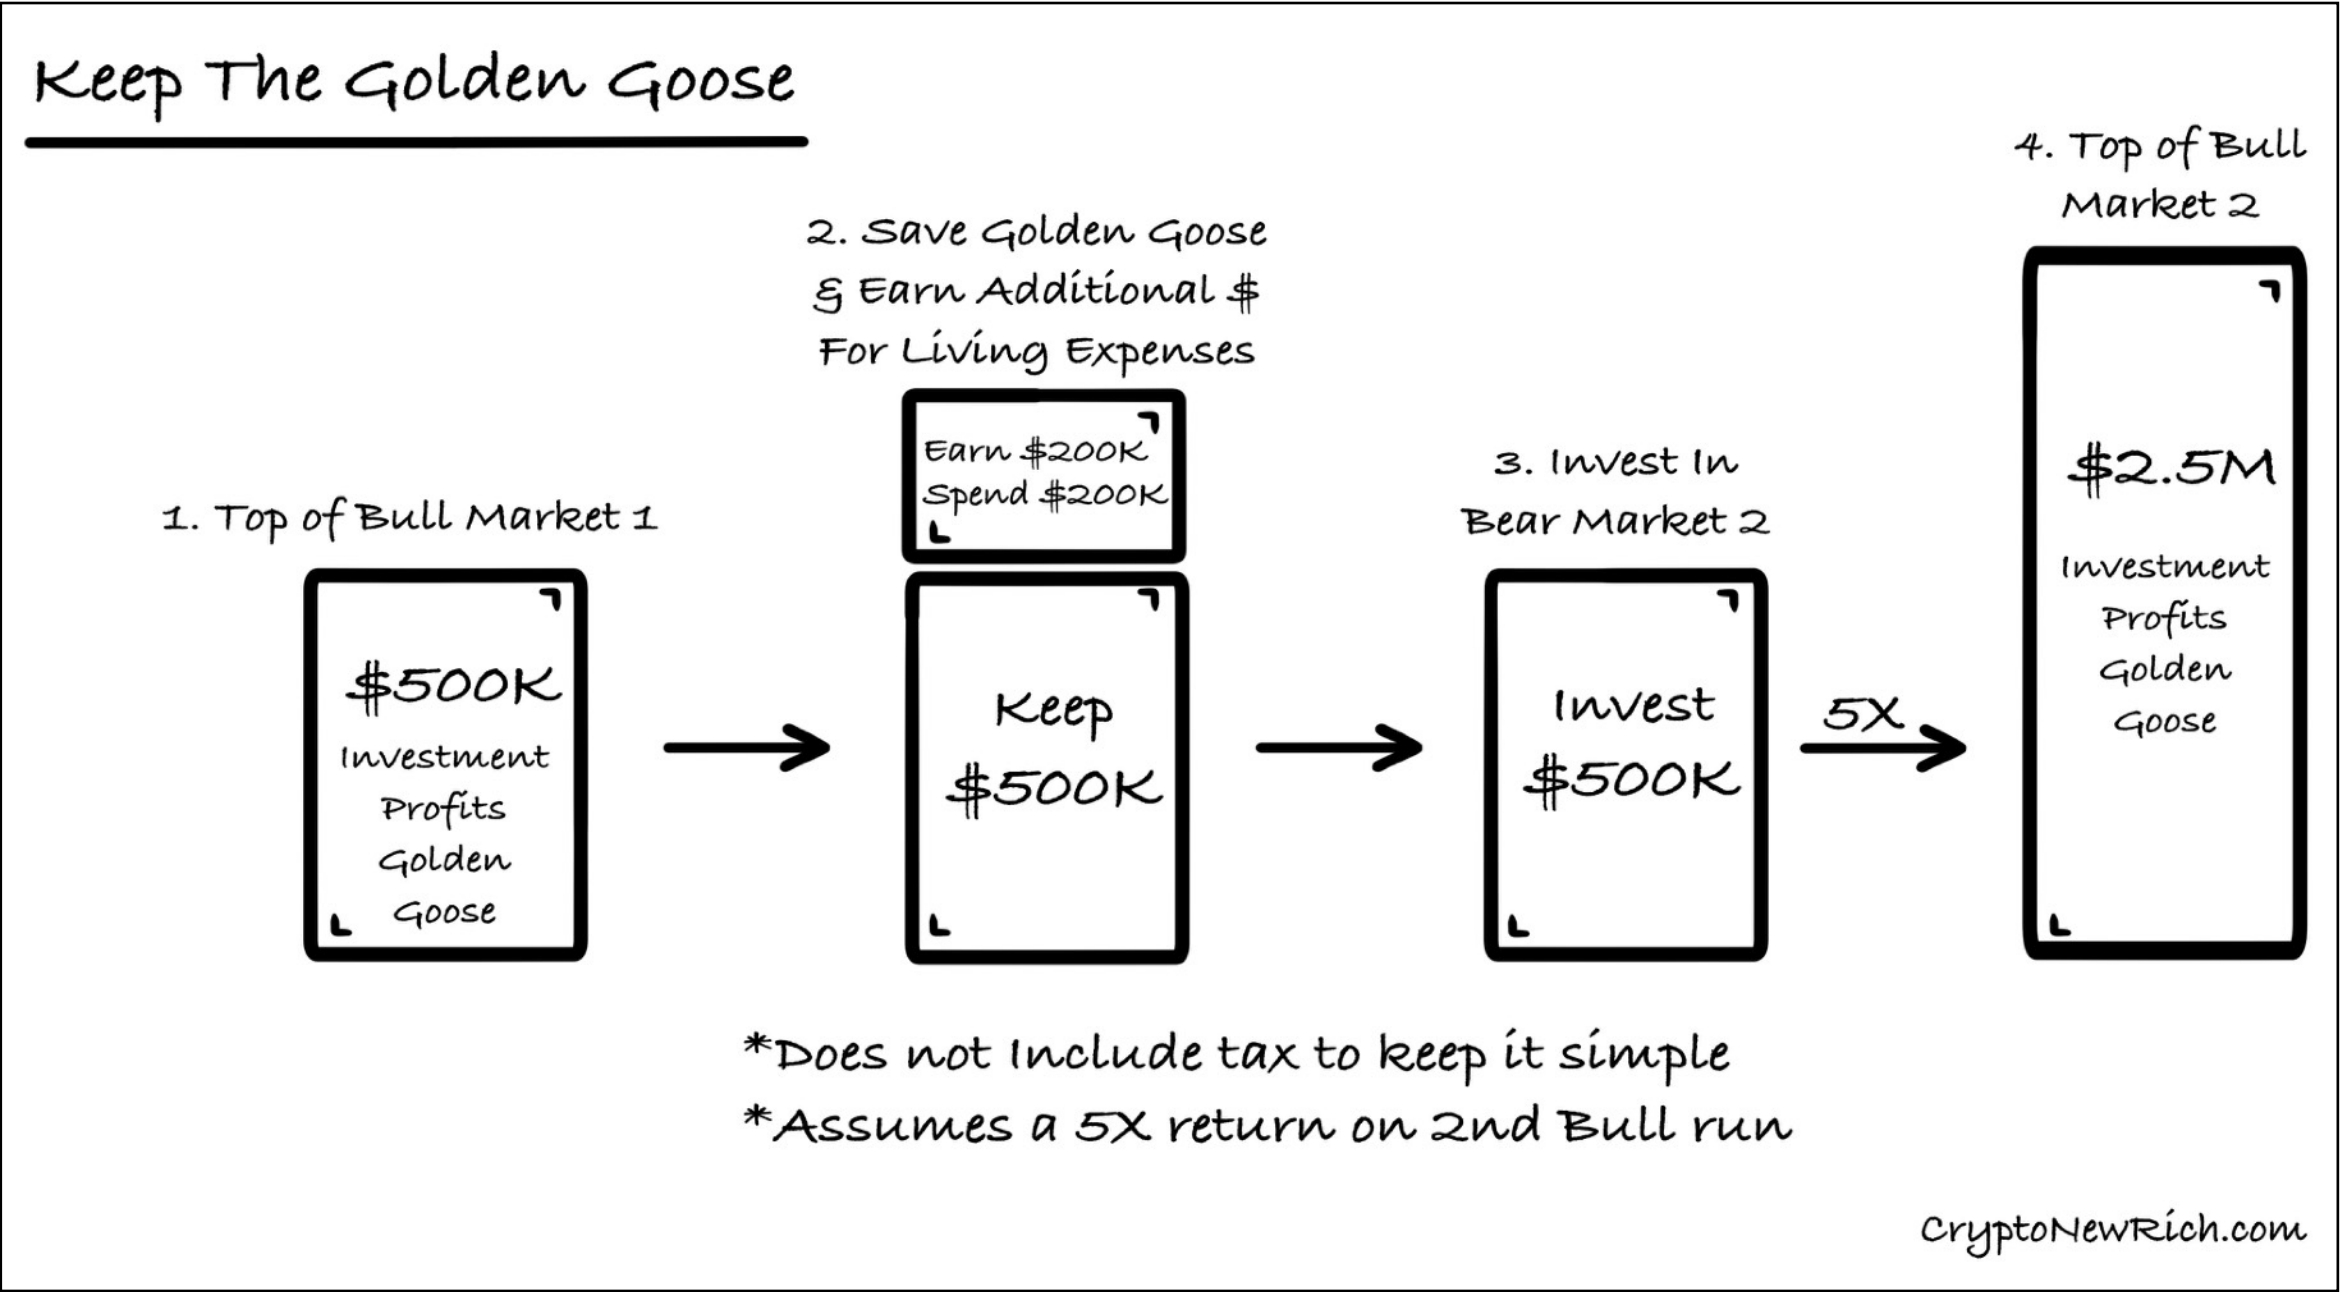 Keep The Golden Goose
1. Top of Bull Market 1
$500K
Investment
Profits
Golden
Goose
2. Save Golden Goose
& Earn Additional $
For Living Expenses
Earn $200K
Spend $200K
Keep
$500K
3. Invest In
Bear Market 2
Invest
$500K
5X
4. Top of Bull
Market 2
$2.5M
Investment
Profits
Golden
Goose
*Does not Include tax to keep it simple
*Assumes a 5X return on 2nd Bull run
CryptoNewRich.com